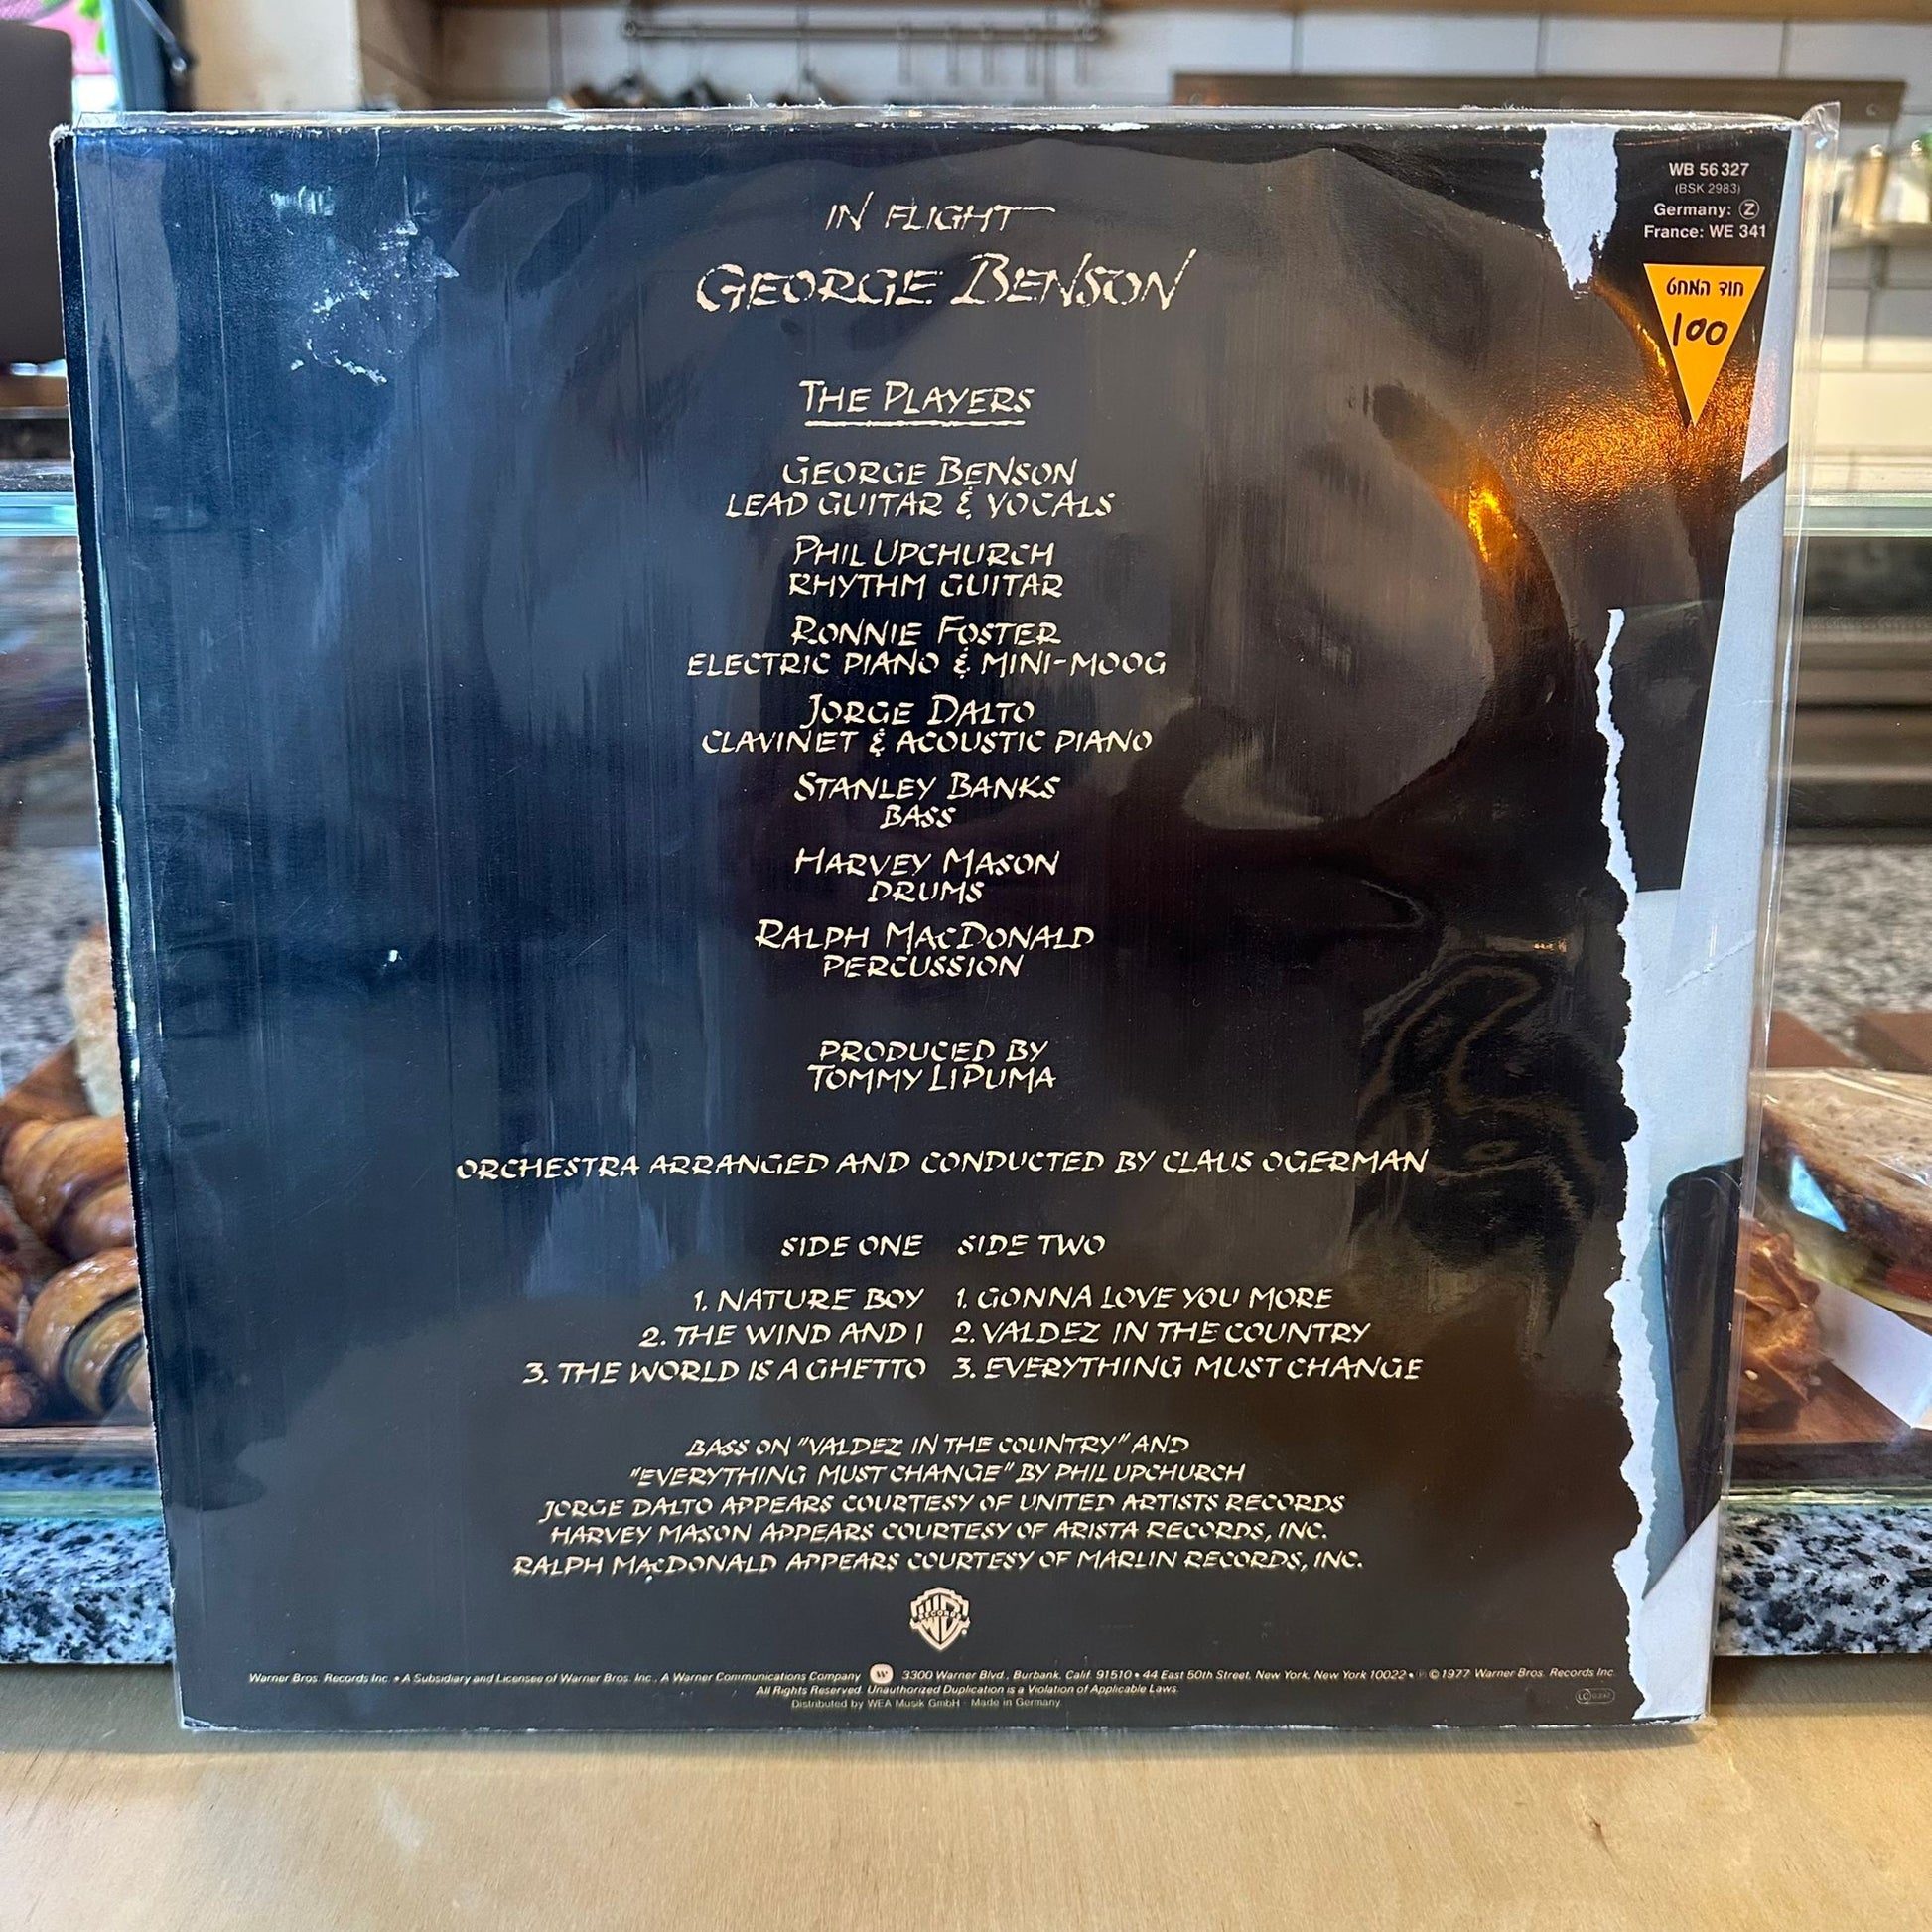 WB 56 327
(BSK 2983)
Germany: Z
France: WE 341
חוד המחט
100
IN FLIGHT
GEORGE BENSON
THE PLAYERS
GEORGE BENSON
LEAD GUITAR & VOCALS
PHIL UPCHURCH
RHYTHM GUITAR
RONNIE FOSTER
ELECTRIC PIANO & MINI-MOOG
JORGE DALTO
CLAVINET & ACOUSTIC PIANO
STANLEY BANKS
BASS
HARVEY MASON
DRUMS
RALPH MACDONALD
PERCUSSION
PRODUCED BY
TOMMY LIPUMA
ORCHESTRA ARRANGED AND CONDUCTED BY CLAUS OGERMAN
SIDE ONE
1. NATURE BOY
2. THE WIND AND I
3. THE WORLD IS A GHETTO
SIDE TWO
1. GONNA LOVE YOU MORE
2. VALDEZ IN THE COUNTRY
3. EVERYTHING MUST CHANGE
BASS ON "VALDEZ IN THE COUNTRY" AND
"EVERYTHING MUST CHANGE" BY PHIL UPCHURCH
JORGE DALTO APPEARS COURTESY OF UNITED ARTISTS RECORDS
HARVEY MASON APPEARS COURTESY OF ARISTA RECORDS, INC.
RALPH MACDONALD APPEARS COURTESY OF MARLIN RECORDS, INC.
RECORDS
Warner Bros. Records Inc. • A Subsidiary and Licensee of Warner Bros. Inc., A Warner Communications Company W 3300 Warner Blvd., Burbank, Calif. 91510 • 44 East 50th Street, New York, New York 10022 • ℗ © 1977 Warner Bros. Records Inc.
All Rights Reserved. Unauthorized Duplication is a Violation of Applicable Laws.
Distributed by WEA Musik GmbH · Made in Germany